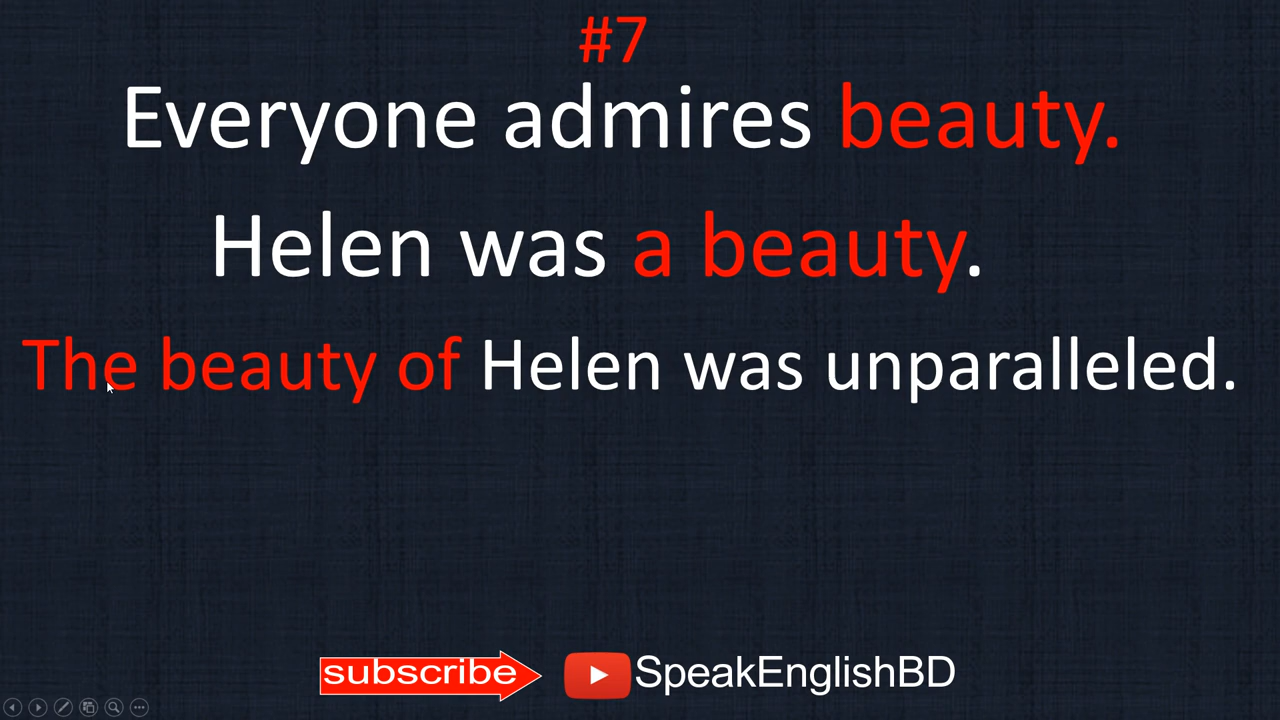 #7
Everyone admires beauty.
Helen was a beauty.
The beauty of Helen was unparalleled.
subscribe SpeakEnglishBD